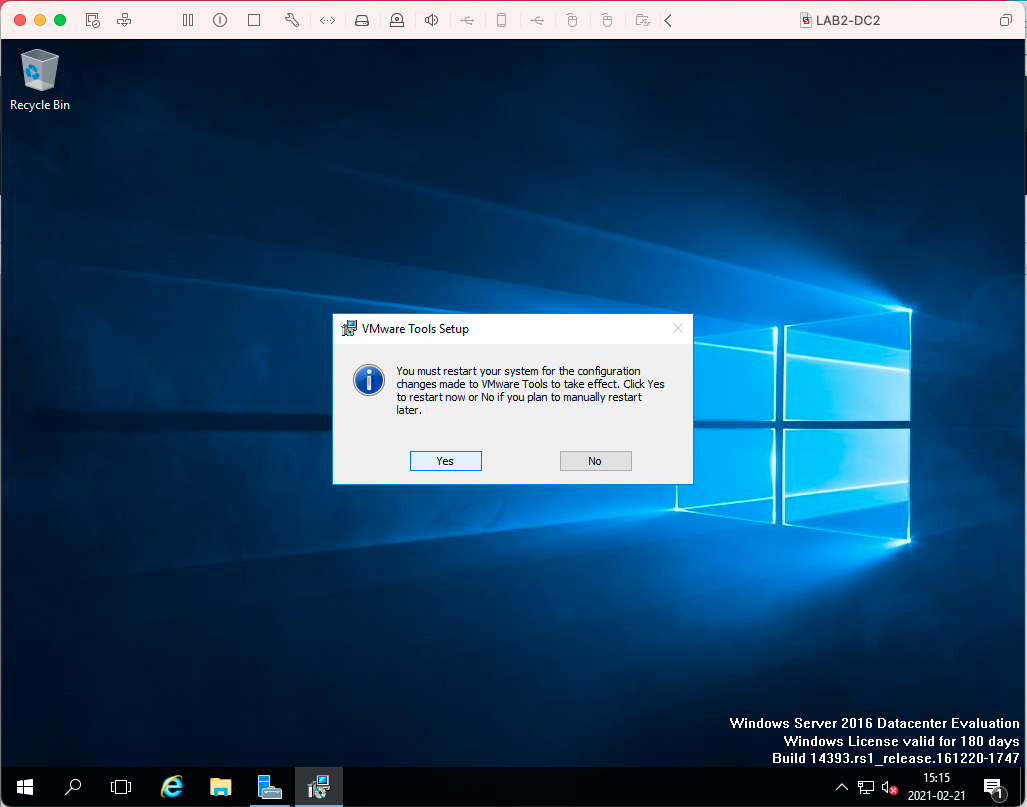 LAB2-DC2
Recycle Bin
VMware Tools Setup
You must restart your system for the configuration
changes made to VMware Tools to take effect. Click Yes
to restart now or No if you plan to manually restart
later.
Yes
No
Windows Server 2016 Datacenter Evaluation
Windows License valid for 180 days
Build 14393.rs1_release.161220-1747
15:15
2021-02-21
1